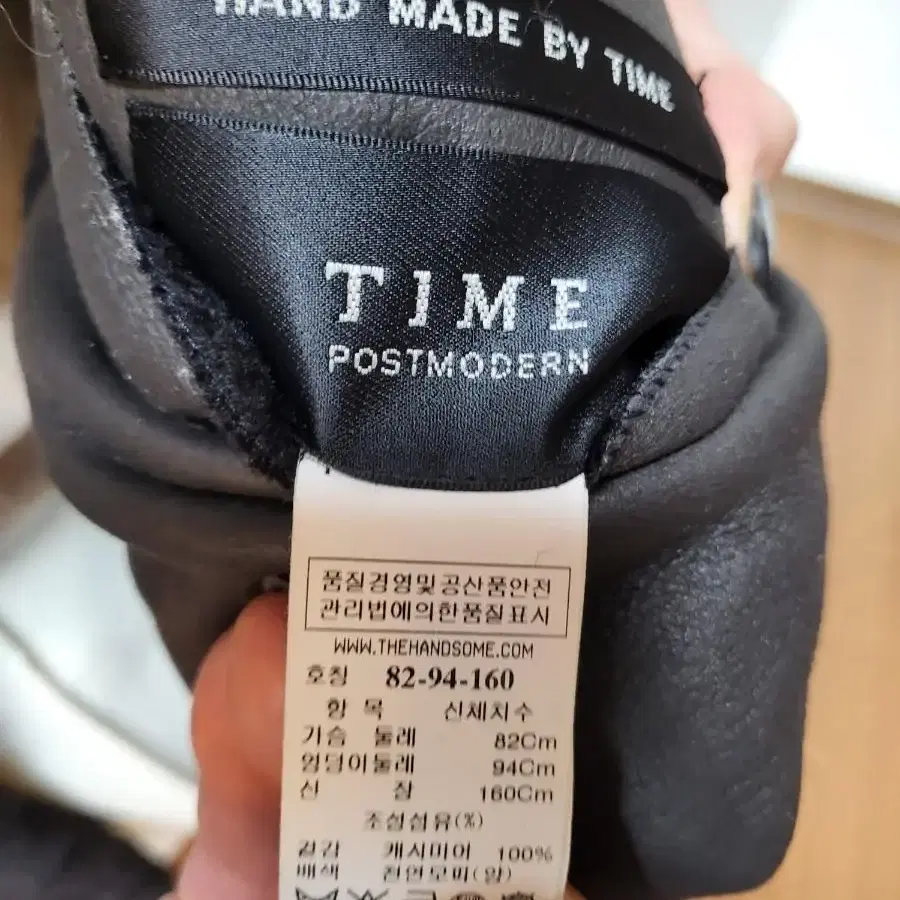 HAND MADE BY TIME
TIME
POSTMODERN
품질경영및공산품안전
관리법에의한품질표시
WWW.THEHANDSOME.COM
호칭 82-94-160
항 목 신체치수
가슴 둘레 82Cm
엉덩이둘레 94Cm
신 장 160Cm
조성섬유(%)
겉감 캐시미어 100%
배색 천연모피(양)